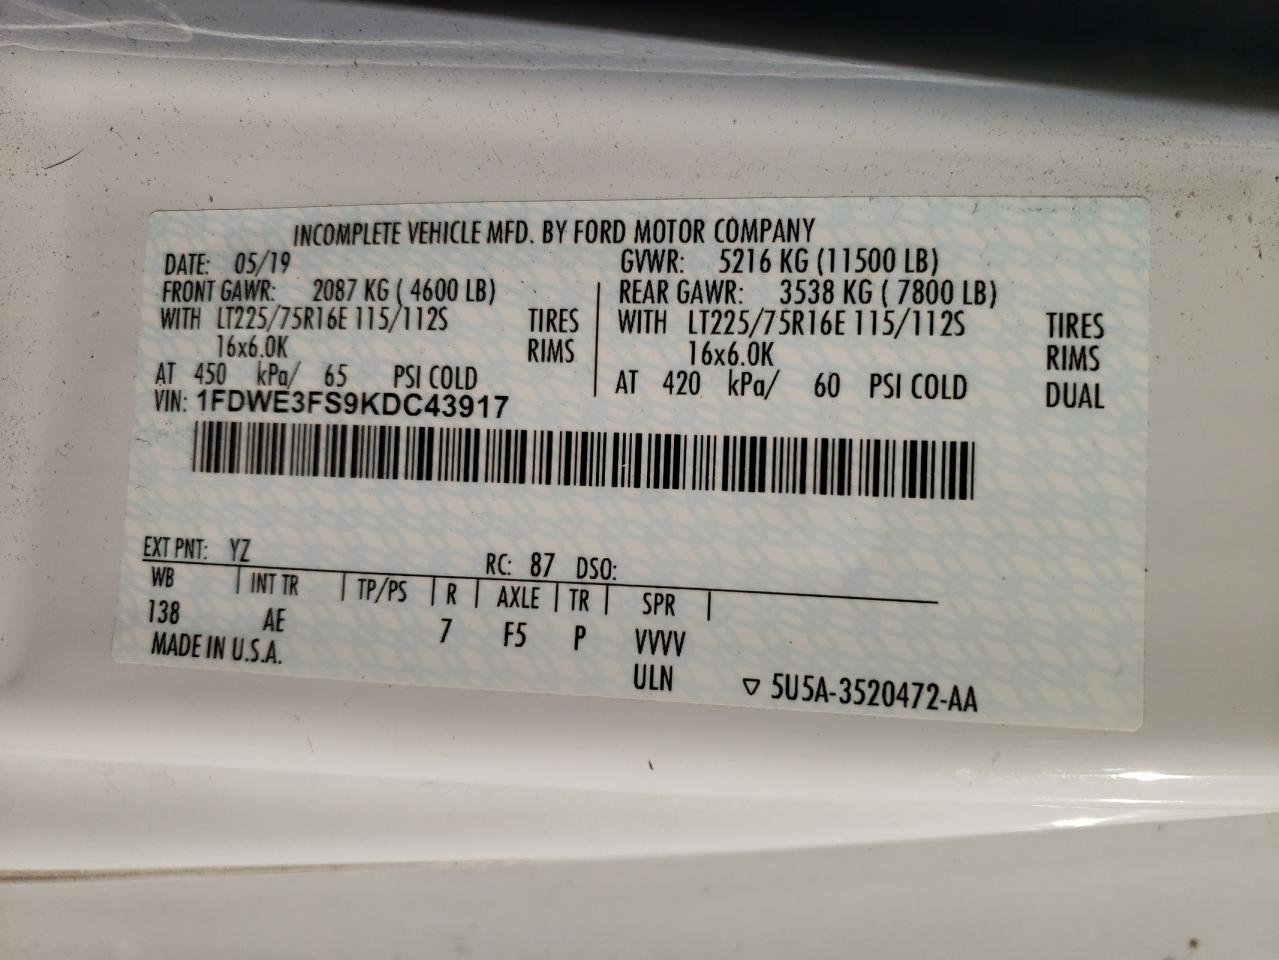 INCOMPLETE VEHICLE MFD. BY FORD MOTOR COMPANY
DATE: 05/19 GVWR: 5216 KG (11500 LB)
FRONT GAWR: 2087 KG ( 4600 LB) REAR GAWR: 3538 KG ( 7800 LB)
WITH LT225/75R16E 115/112S TIRES WITH LT225/75R16E 115/112S TIRES
16x6.0K RIMS 16x6.0K RIMS
AT 450 kPa/ 65 PSI COLD AT 420 kPa/ 60 PSI COLD DUAL
VIN: 1FDWE3FS9KDC43917
EXT PNT: YZ RC: 87 DSO:
WB INT TR TP/PS R AXLE TR SPR
138 AE 7 F5 P VVVV
MADE IN U.S.A. ULN ▽ 5U5A-3520472-AA